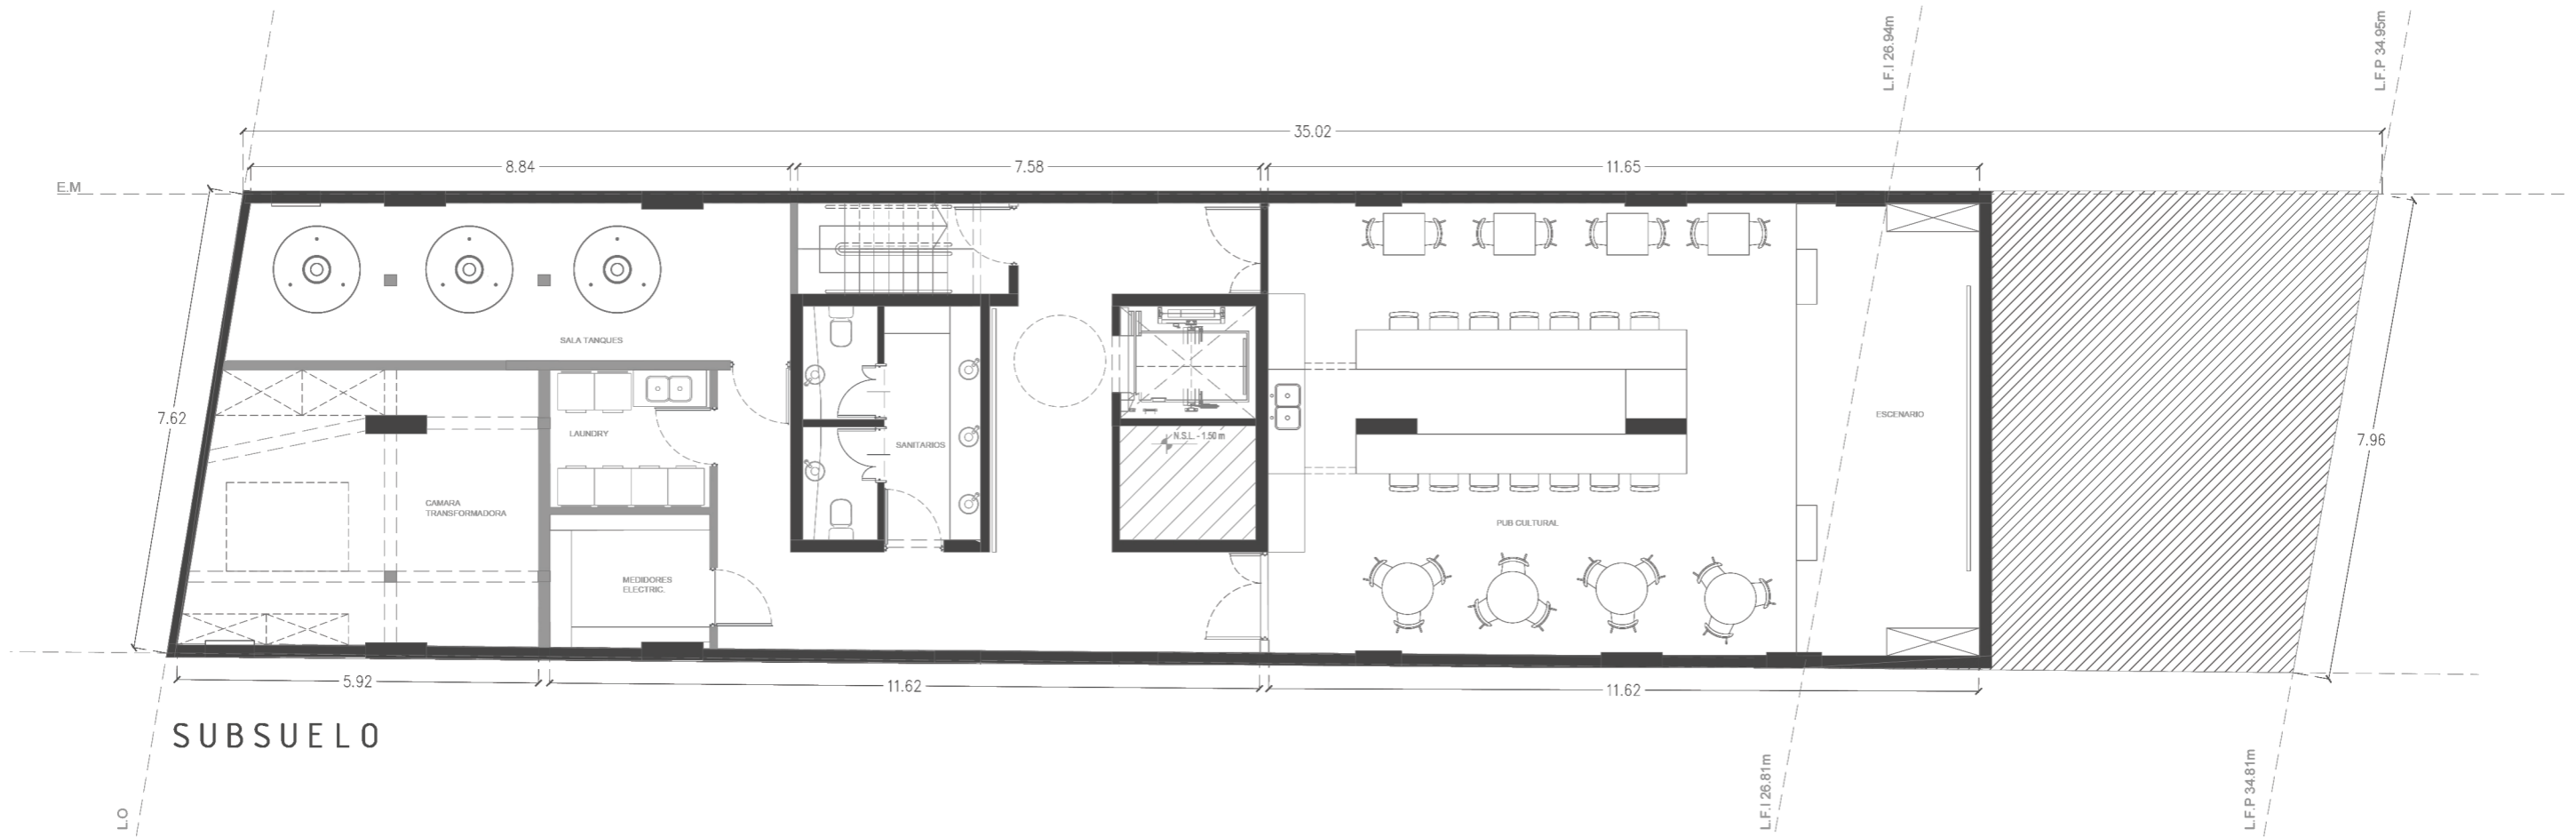 L.F.I 26.94m
L.F.P 34.95m
35.02
8.84
7.58
11.65
E.M
SALA TANQUES
7.62
LAUNDRY
SANITARIOS
N.S.L. - 1.50 m
ESCENARIO
7.96
CAMARA
TRANSFORMADORA
PUB CULTURAL
MEDIDORES
ELECTRIC.
5.92
11.62
11.62
SUBSUELO
L.O
L.F.I 26.81m
L.F.P 34.81m